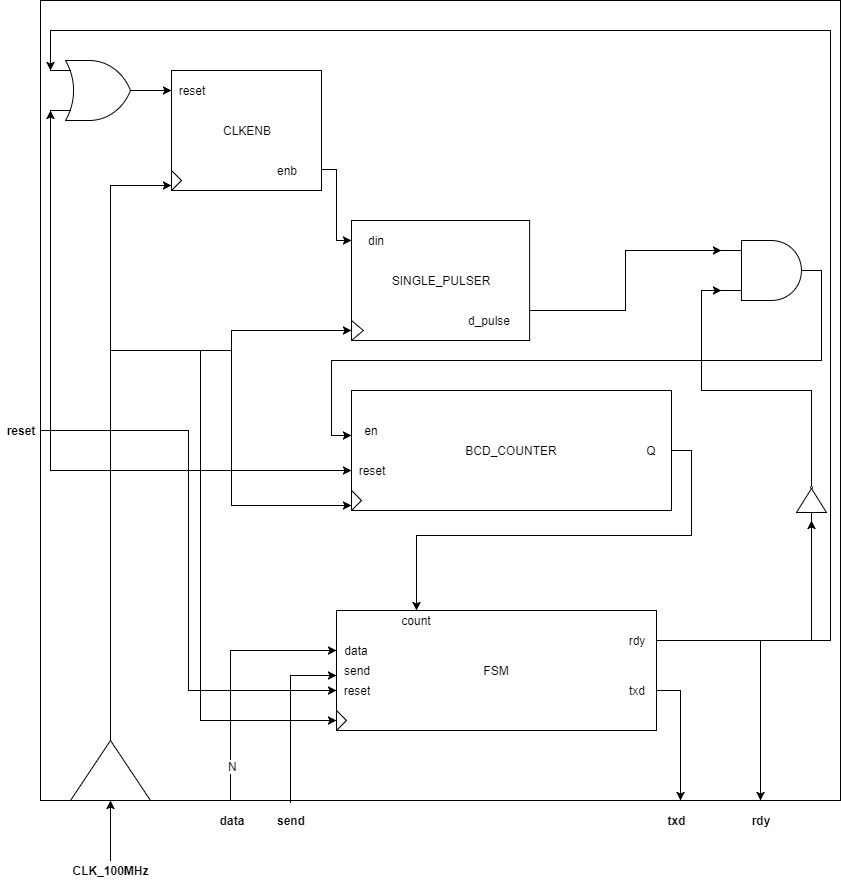 reset
CLKENB
enb
din
SINGLE_PULSER
d_pulse
reset
en
BCD_COUNTER
Q
reset
count
rdy
data
send
FSM
reset
txd
N
data
send
txd
rdy
CLK_100MHz